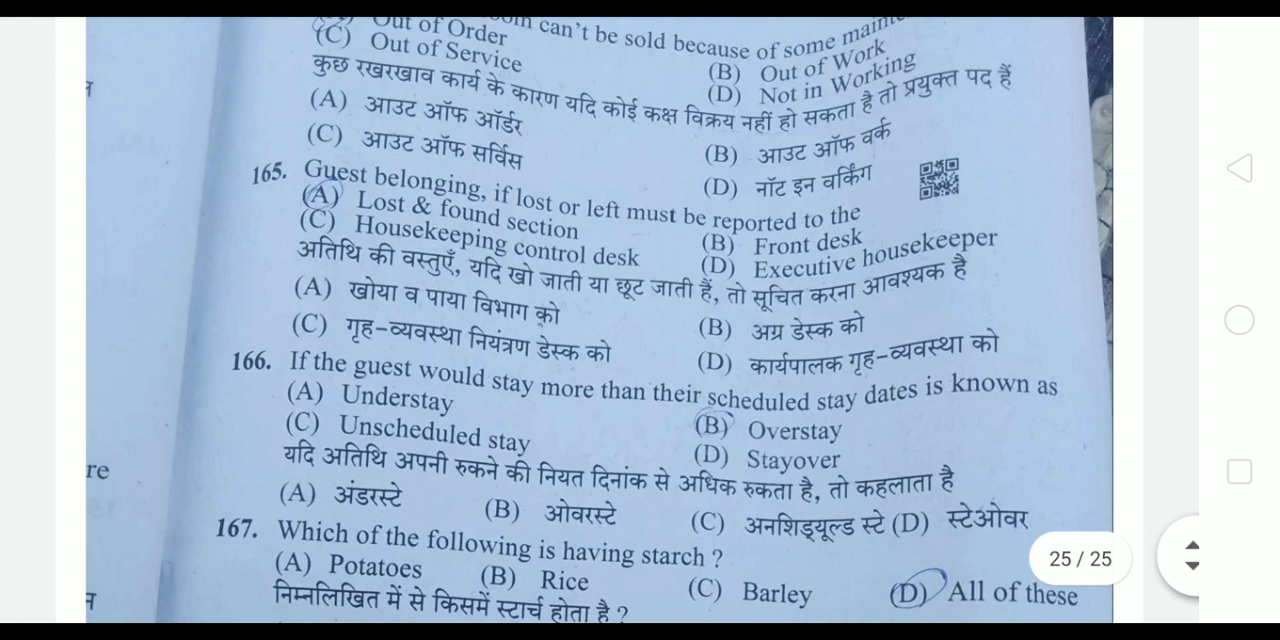 can't be sold because of some
Out of Order
(B) Out of Work
(C) Out of Service
(D) Not in Working
कुछ रखरखाव कार्य के कारण यदि कोई कक्ष विक्रय नहीं हो सकता है तो प्रयुक्त पद हैं
(A) आउट ऑफ ऑर्डर
(B) आउट ऑफ वर्क
(C) आउट ऑफ सर्विस
(D) नॉट इन वर्किंग
165. Guest belonging, if lost or left must be reported to the
(A) Lost & found section
(B) Front desk
(C) Housekeeping control desk
(D) Executive housekeeper
अतिथि की वस्तुएँ, यदि खो जाती या छूट जाती हैं, तो सूचित करना आवश्यक है
(A) खोया व पाया विभाग को
(B) अग्र डेस्क को
(C) गृह-व्यवस्था नियंत्रण डेस्क को
(D) कार्यपालक गृह-व्यवस्था को
166. If the guest would stay more than their scheduled stay dates is known as
(A) Understay
(B) Overstay
(C) Unscheduled stay
(D) Stayover
यदि अतिथि अपनी रुकने की नियत दिनांक से अधिक रुकता है, तो कहलाता है
(A) अंडरस्टे (B) ओवरस्टे (C) अनशिड्यूल्ड स्टे (D) स्टेओवर
167. Which of the following is having starch ?
(A) Potatoes (B) Rice (C) Barley (D) All of these
निम्नलिखित में से किसमें स्टार्च होता है ?
re
25 / 25